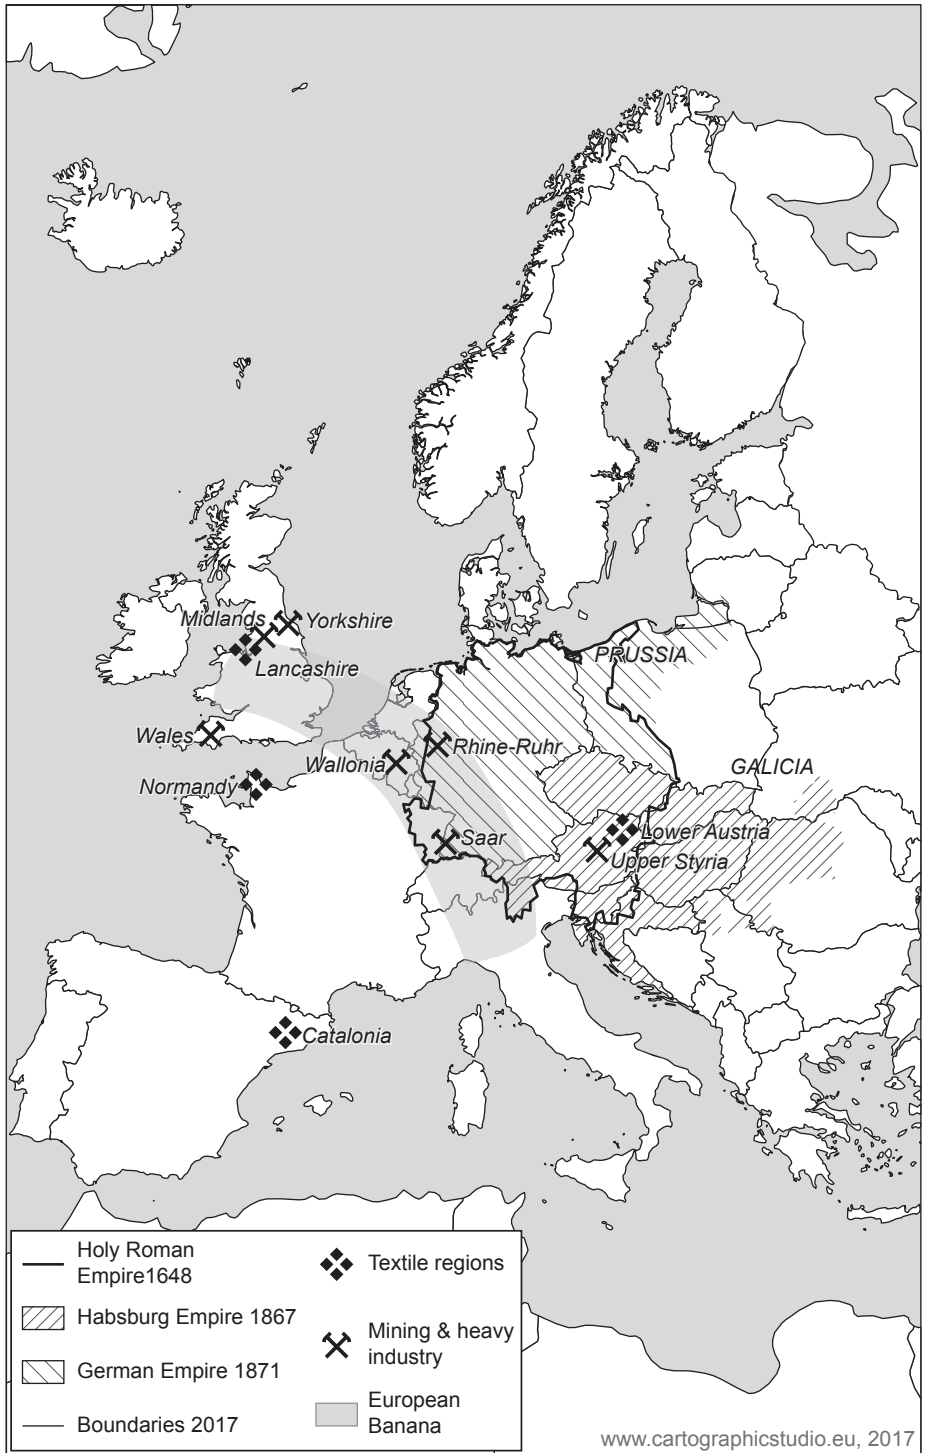 Midlands
Yorkshire
Lancashire
PRUSSIA
Wales
Rhine-Ruhr
Wallonia
GALICIA
Normandy
Saar
Lower Austria
Upper Styria
Catalonia
Holy Roman
Empire1648
Habsburg Empire 1867
German Empire 1871
Boundaries 2017
Textile regions
Mining & heavy
industry
European
Banana
www.cartographicstudio.eu, 2017